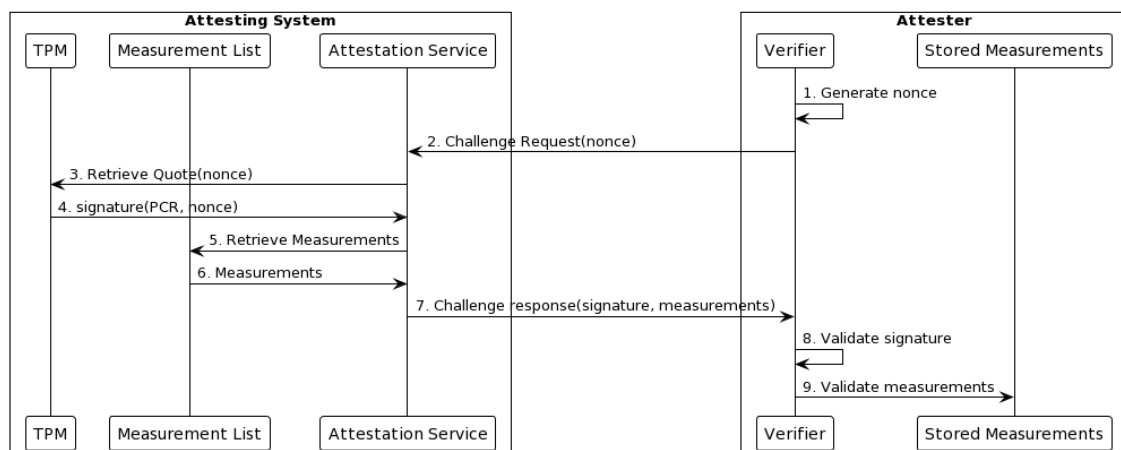 Attesting System
Attester
TPM
Measurement List
Attestation Service
Verifier
Stored Measurements
1. Generate nonce
2. Challenge Request(nonce)
3. Retrieve Quote(nonce)
4. signature(PCR, nonce)
5. Retrieve Measurements
6. Measurements
7. Challenge response(signature, measurements)
8. Validate signature
9. Validate measurements
TPM
Measurement List
Attestation Service
Verifier
Stored Measurements